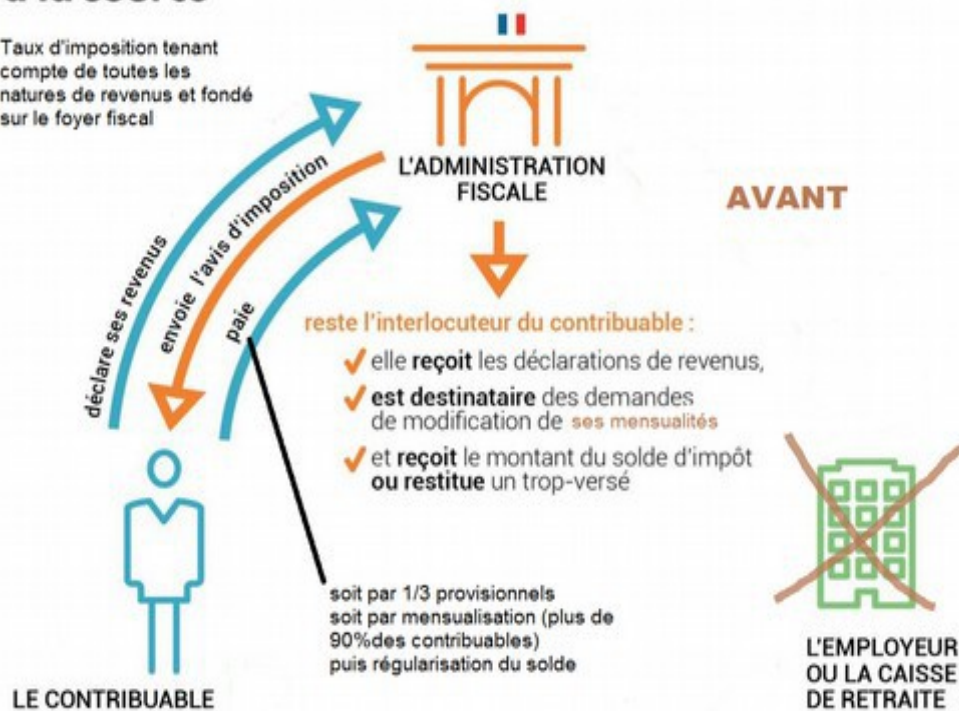 Taux d'imposition tenant
compte de toutes les
natures de revenus et fondé
sur le foyer fiscal
L'ADMINISTRATION
FISCALE
AVANT
déclare ses revenus
envoie l'avis d'imposition
paie
reste l'interlocuteur du contribuable :
elle reçoit les déclarations de revenus,
est destinataire des demandes
de modification de ses mensualités
et reçoit le montant du solde d'impôt
ou restitue un trop-versé
soit par 1/3 provisionnels
soit par mensualisation (plus de
90%des contribuables)
puis régularisation du solde
LE CONTRIBUABLE
L'EMPLOYEUR
OU LA CAISSE
DE RETRAITE